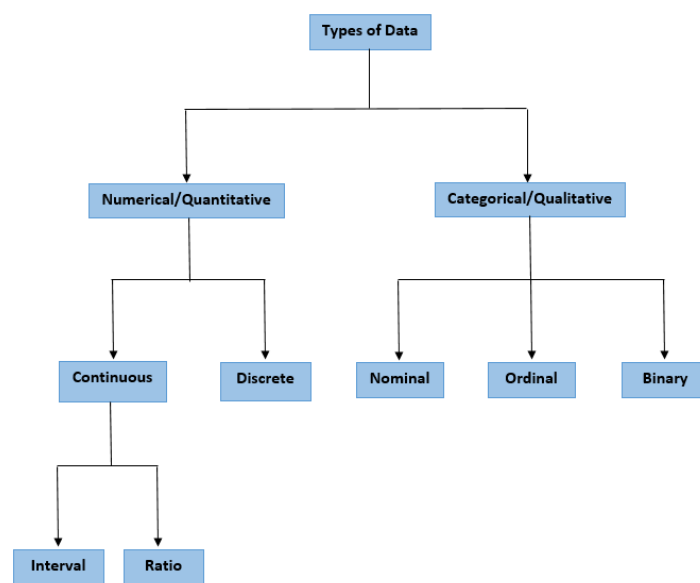 Types of Data
Numerical/Quantitative
Categorical/Qualitative
Continuous
Discrete
Nominal
Ordinal
Binary
Interval
Ratio